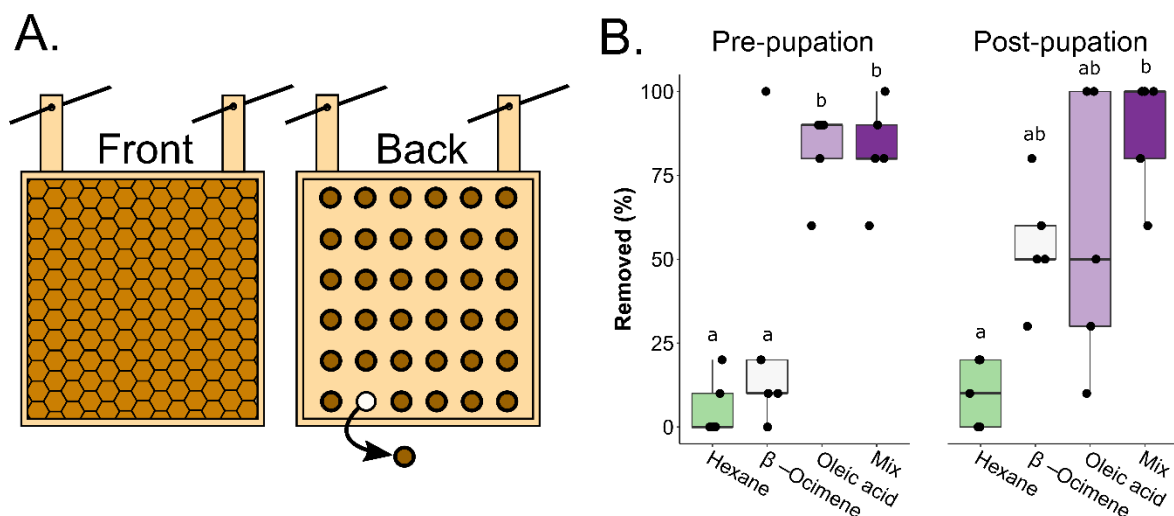 A.
Front
Back
B.
Pre-pupation
Post-pupation
Removed (%)
100
75
50
25
0
a
a
b
b
a
ab
ab
b
Hexane
β –Ocimene
Oleic acid
Mix
Hexane
β –Ocimene
Oleic acid
Mix